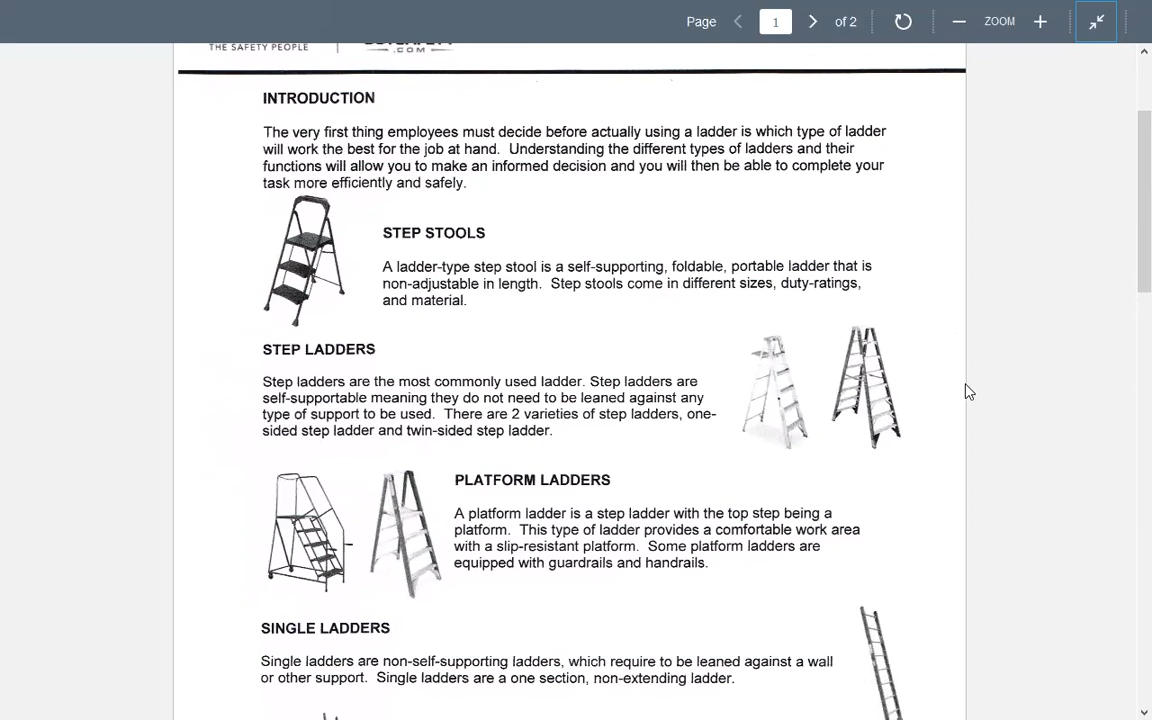 Page 1 of 2 ZOOM
THE SAFETY PEOPLE
.COM
INTRODUCTION
The very first thing employees must decide before actually using a ladder is which type of ladder
will work the best for the job at hand. Understanding the different types of ladders and their
functions will allow you to make an informed decision and you will then be able to complete your
task more efficiently and safely.
STEP STOOLS
A ladder-type step stool is a self-supporting, foldable, portable ladder that is
non-adjustable in length. Step stools come in different sizes, duty-ratings,
and material.
STEP LADDERS
Step ladders are the most commonly used ladder. Step ladders are
self-supportable meaning they do not need to be leaned against any
type of support to be used. There are 2 varieties of step ladders, one-
sided step ladder and twin-sided step ladder.
PLATFORM LADDERS
A platform ladder is a step ladder with the top step being a
platform. This type of ladder provides a comfortable work area
with a slip-resistant platform. Some platform ladders are
equipped with guardrails and handrails.
SINGLE LADDERS
Single ladders are non-self-supporting ladders, which require to be leaned against a wall
or other support. Single ladders are a one section, non-extending ladder.